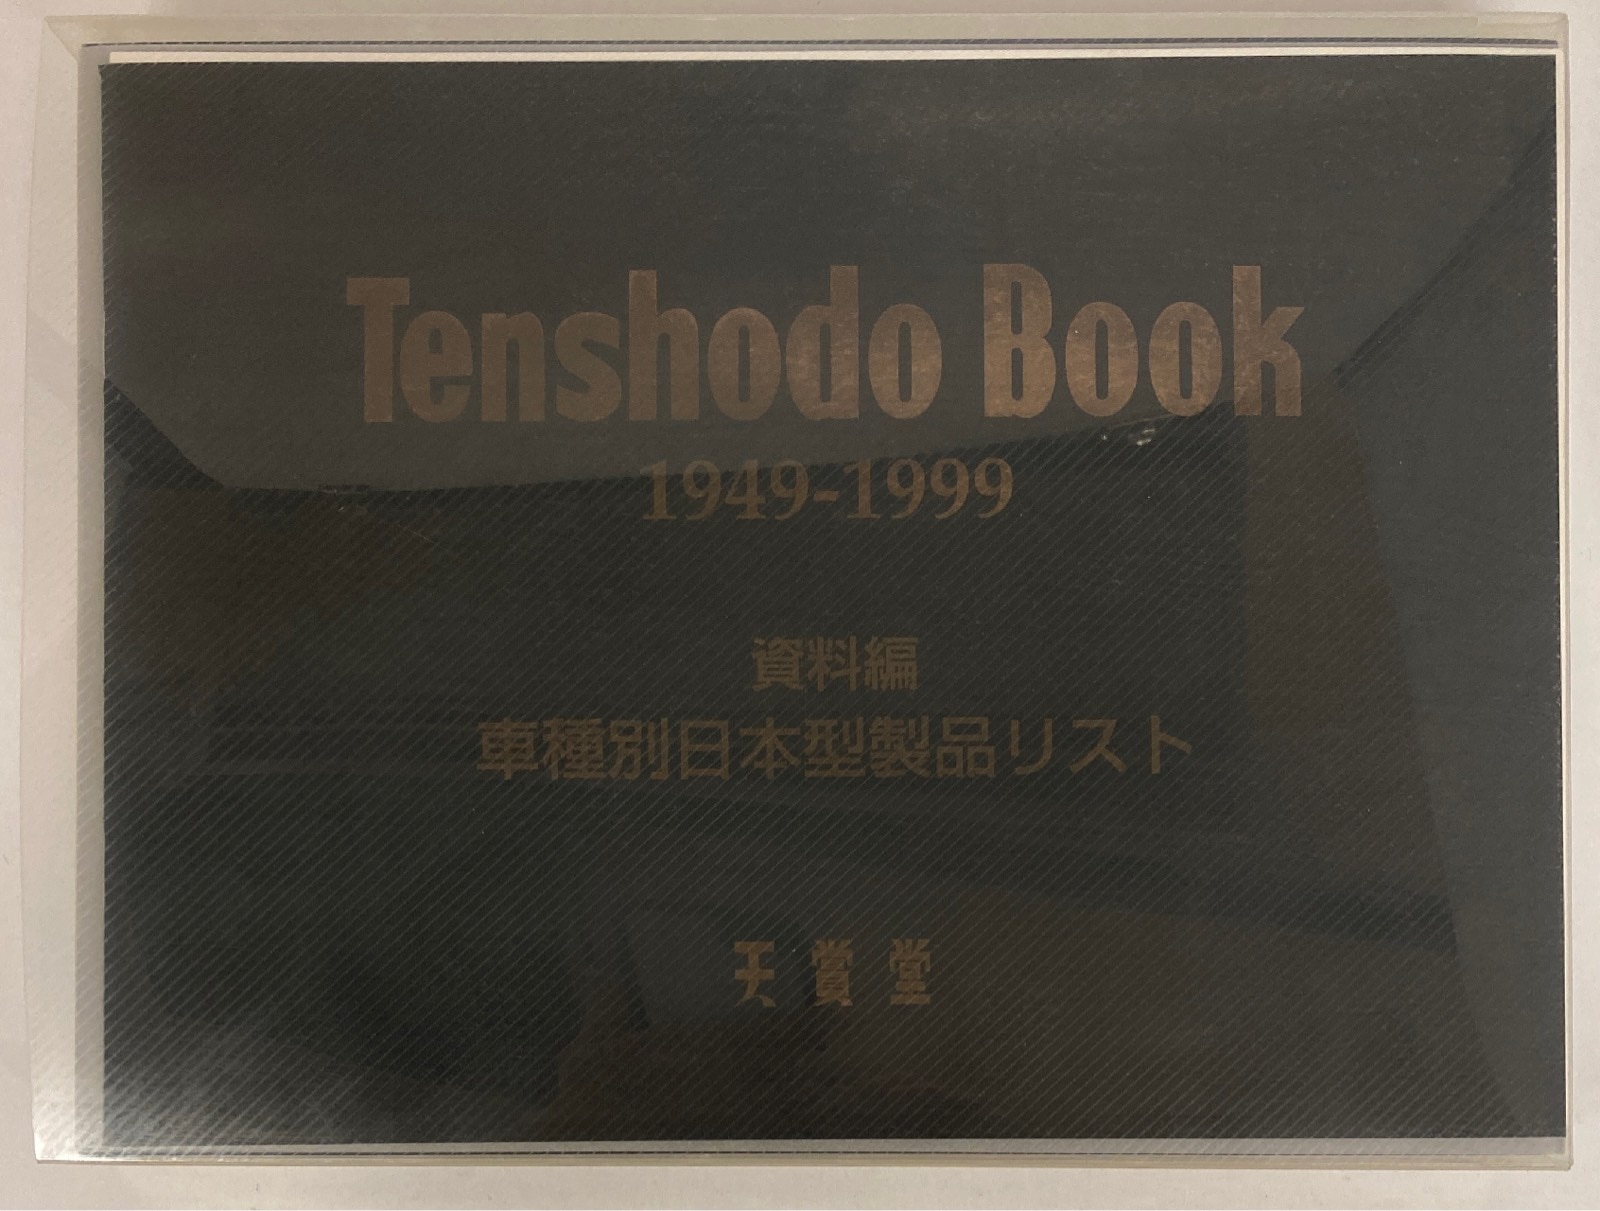 Tenshodo Book
1949-1999
資料編
車種別日本型製品リスト
天賞堂